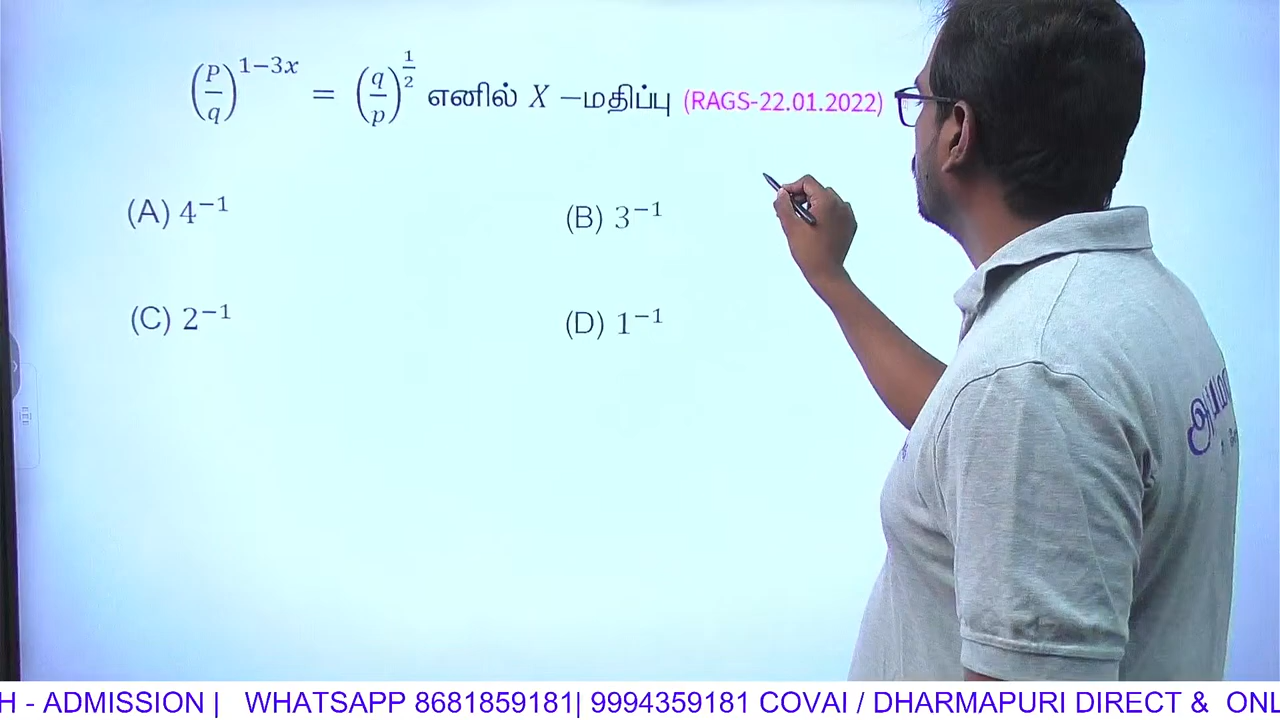 (P/q)^{1−3x} = (q/p)^{1/2} எனில் X −மதிப்பு (RAGS-22.01.2022)
(A) 4^{−1} (B) 3^{−1}
(C) 2^{−1} (D) 1^{−1}
H - ADMISSION | WHATSAPP 8681859181| 9994359181 COVAI / DHARMAPURI DIRECT & ONL